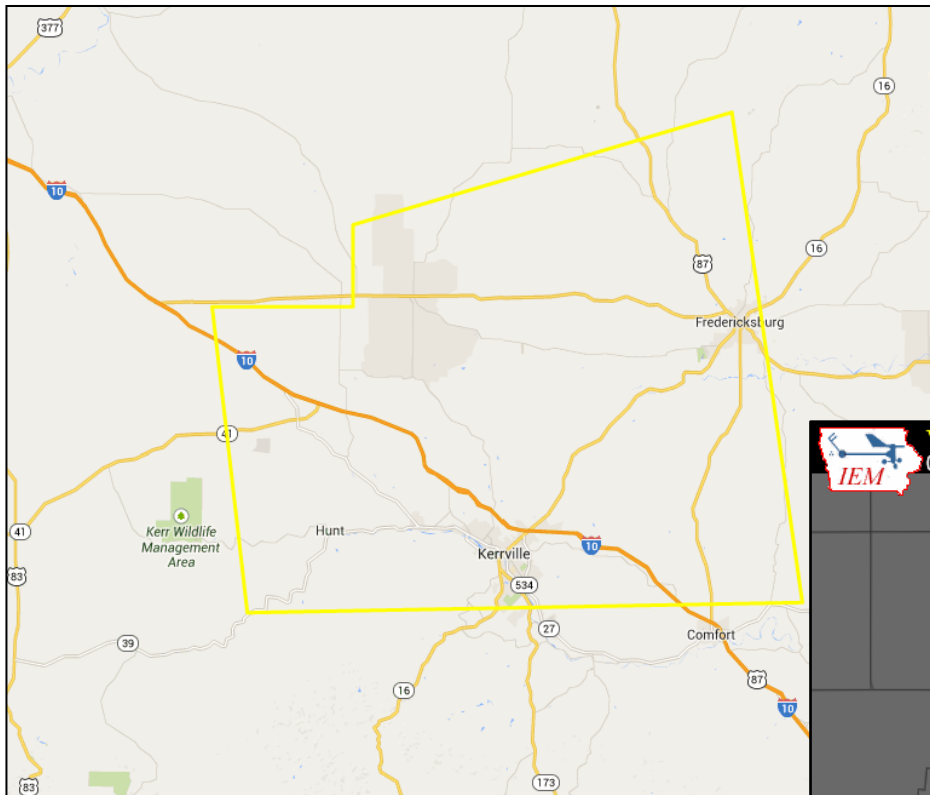 377
16
10
16
87
Fredericksburg
10
41
IEM
Kerr Wildlife
Management
Area
41
Hunt
Kerrville
10
83
534
27
Comfort
39
87
16
10
83
173